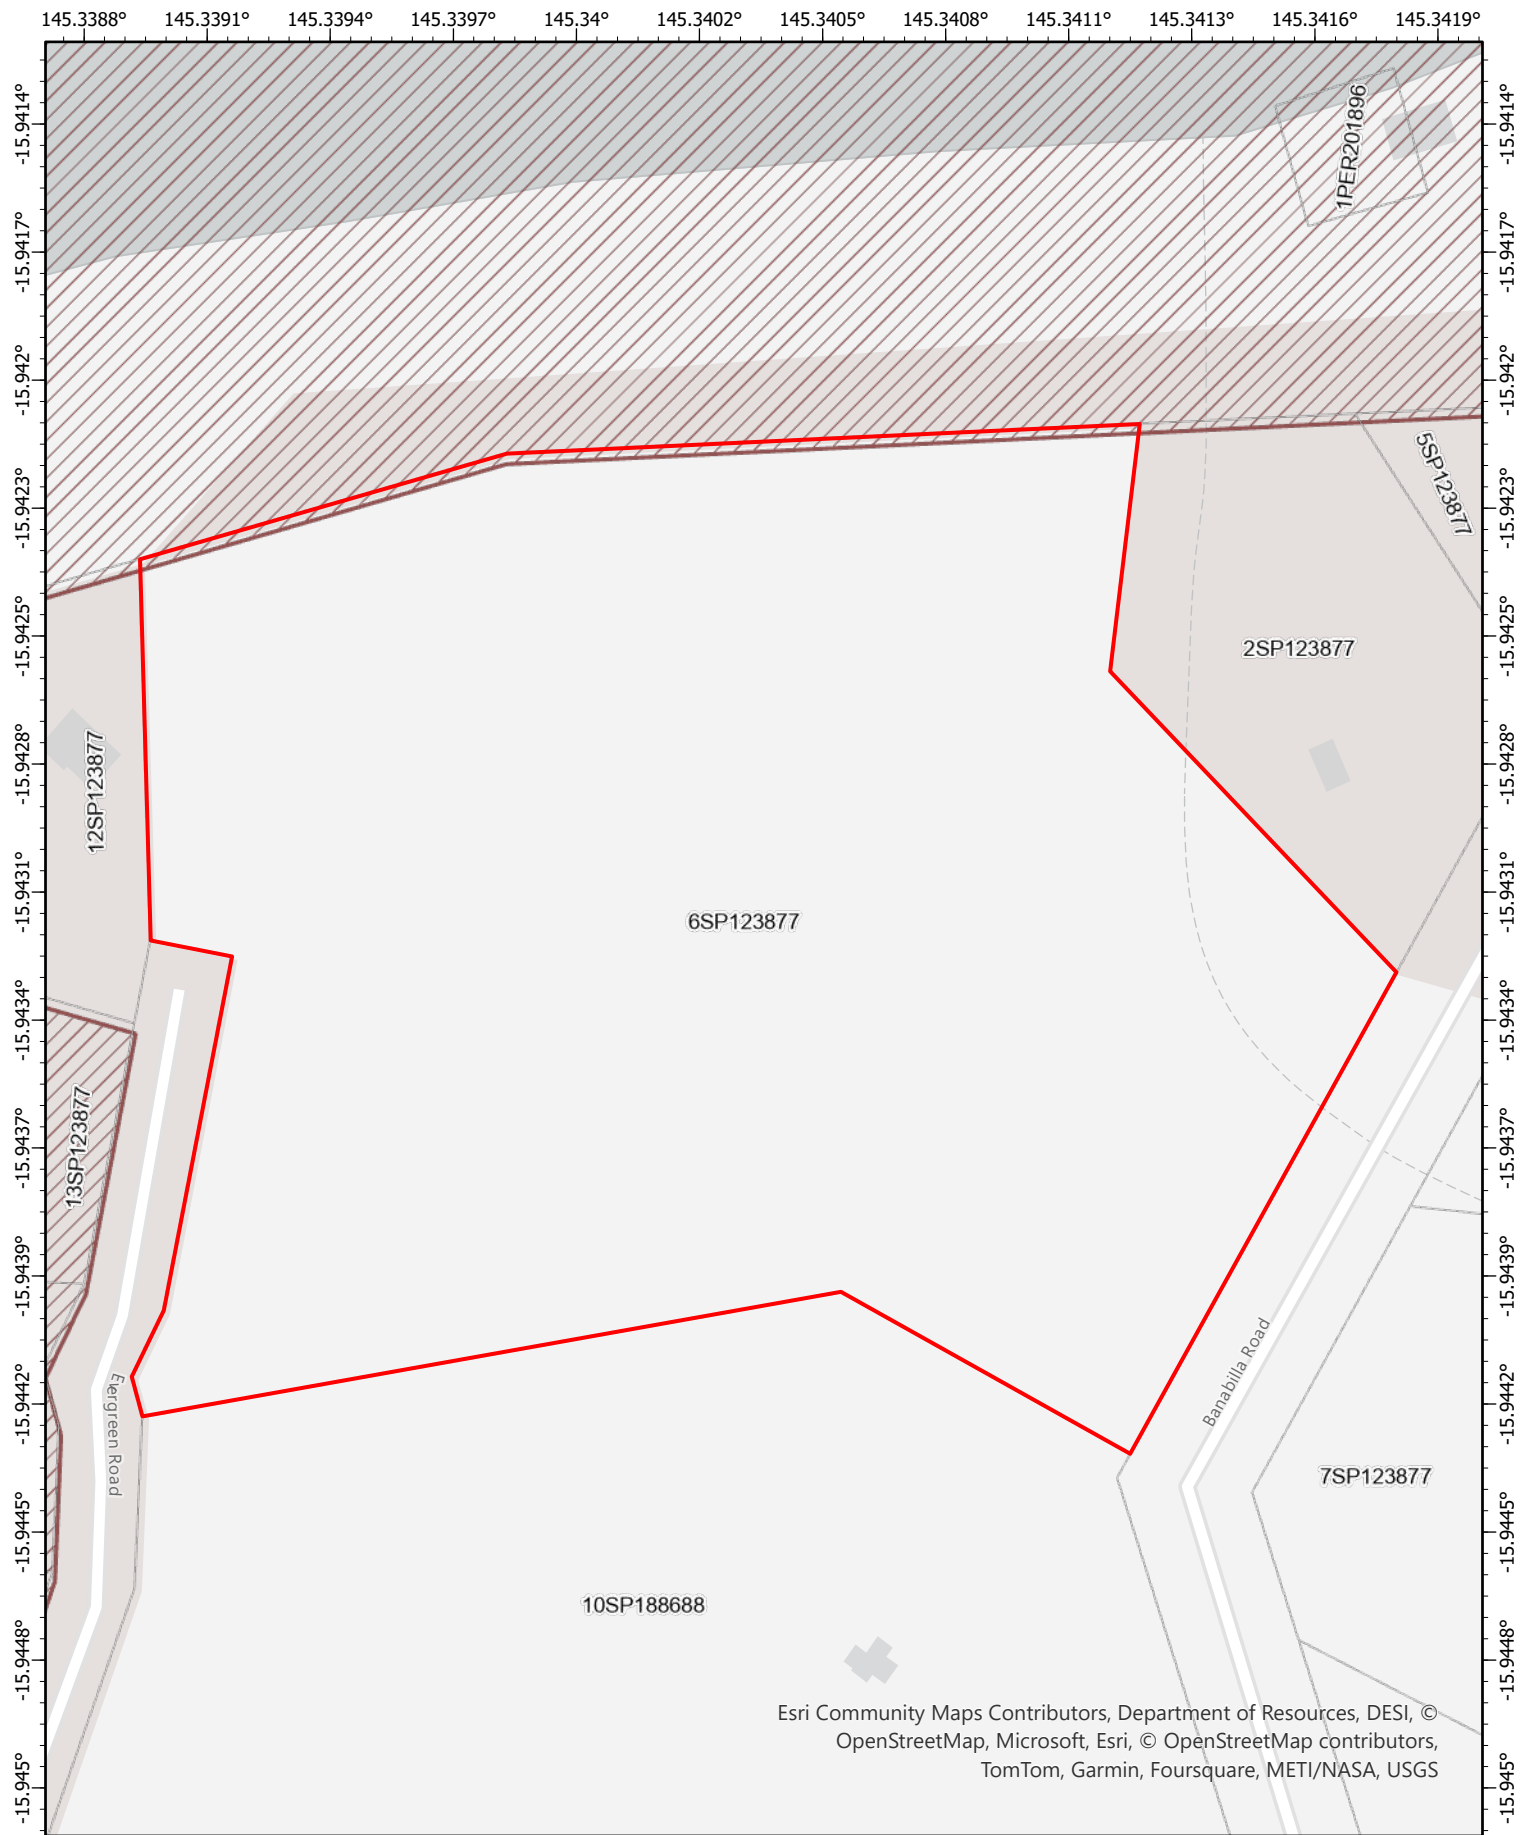 145.3388° 145.3391° 145.3394° 145.3397° 145.34° 145.3402° 145.3405° 145.3408° 145.3411° 145.3413° 145.3416° 145.3419°
-15.9414° -15.9414°
1PER201896
-15.9417° -15.9417°
-15.942° -15.942°
5SP123877
-15.9423° -15.9423°
-15.9425° -15.9425°
2SP123877
-15.9428° -15.9428°
12SP123877
-15.9431° -15.9431°
6SP123877
-15.9434° -15.9434°
13SP123877
-15.9437° -15.9437°
-15.9439° -15.9439°
Banabilla Road
-15.9442° -15.9442°
Evergreen Road
7SP123877
-15.9445° -15.9445°
10SP188688
-15.9448° -15.9448°
Esri Community Maps Contributors, Department of Resources, DESI, ©
OpenStreetMap, Microsoft, Esri, © OpenStreetMap contributors,
TomTom, Garmin, Foursquare, METI/NASA, USGS
-15.945° -15.945°